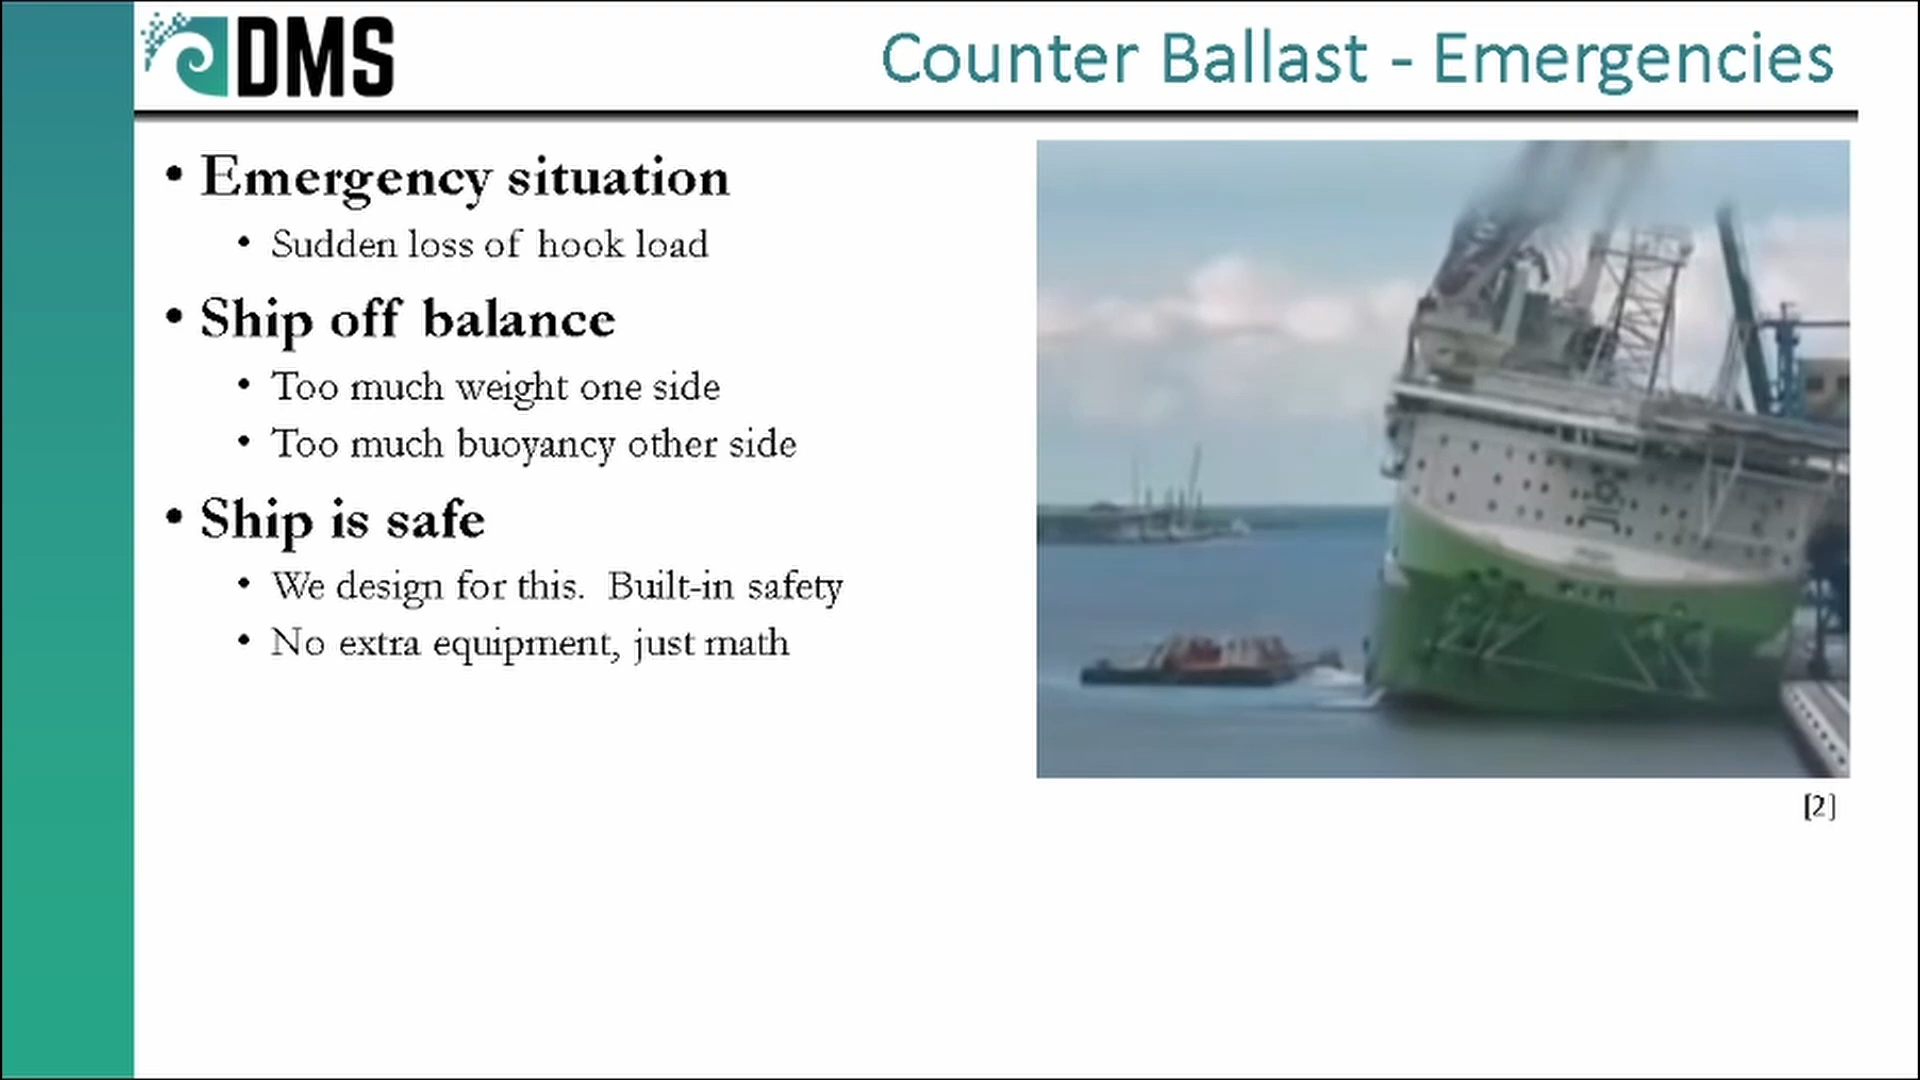 DMS
Counter Ballast - Emergencies
• Emergency situation
• Sudden loss of hook load
• Ship off balance
• Too much weight one side
• Too much buoyancy other side
• Ship is safe
• We design for this. Built-in safety
• No extra equipment, just math
[2]